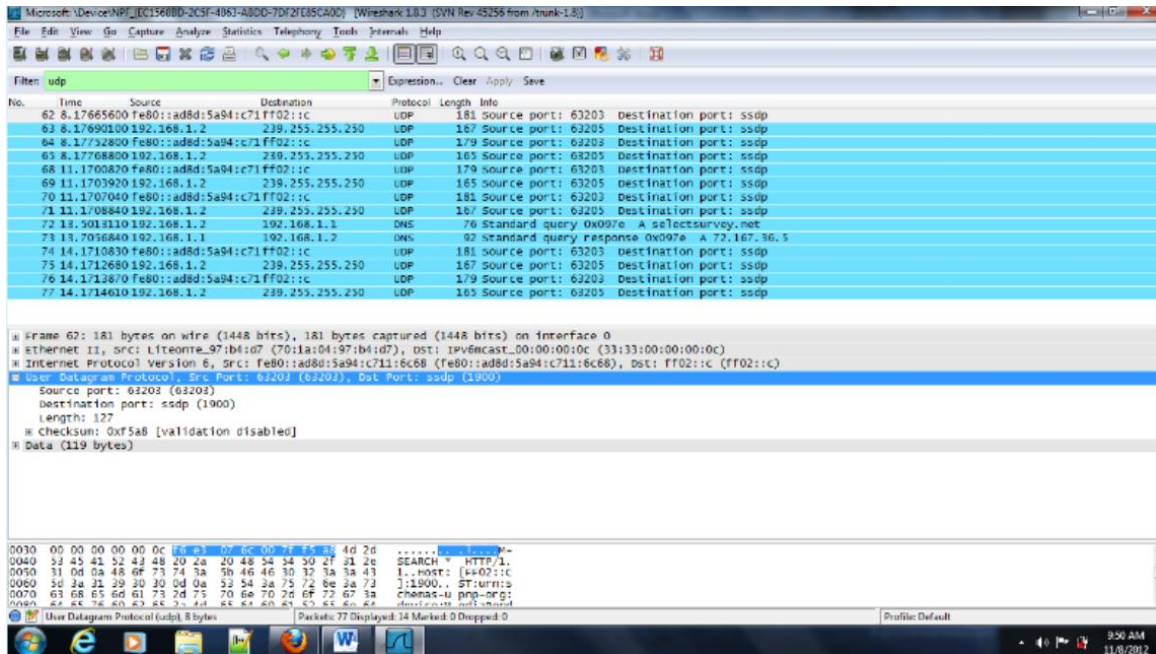 Microsoft: \Device\NPF_{EC1560BD-2C5F-4063-A8DD-7DF2FE85CA0D} [Wireshark 1.8.3 (SVN Rev 45256 from /trunk-1.8)]
File Edit View Go Capture Analyze Statistics Telephony Tools Internals Help
Filter: udp Expression... Clear Apply Save
No. Time Source Destination Protocol Length Info
62 8.17665600 fe80::ad8d:5a94:c71 ff02::c UDP 181 Source port: 63203 Destination port: ssdp
63 8.17690100 192.168.1.2 239.255.255.250 UDP 167 Source port: 63205 Destination port: ssdp
64 8.17752800 fe80::ad8d:5a94:c71 ff02::c UDP 179 Source port: 63203 Destination port: ssdp
65 8.17768800 192.168.1.2 239.255.255.250 UDP 165 Source port: 63205 Destination port: ssdp
68 11.1700820 fe80::ad8d:5a94:c71 ff02::c UDP 179 Source port: 63203 Destination port: ssdp
69 11.1703920 192.168.1.2 239.255.255.250 UDP 165 Source port: 63205 Destination port: ssdp
70 11.1707040 fe80::ad8d:5a94:c71 ff02::c UDP 181 Source port: 63203 Destination port: ssdp
71 11.1708840 192.168.1.2 239.255.255.250 UDP 167 Source port: 63205 Destination port: ssdp
72 13.5013110 192.168.1.2 192.168.1.1 DNS 76 Standard query 0x097e A selectsurvey.net
73 13.7056840 192.168.1.1 192.168.1.2 DNS 92 Standard query response 0x097e A 72.167.36.5
74 14.1710830 fe80::ad8d:5a94:c71 ff02::c UDP 181 Source port: 63203 Destination port: ssdp
75 14.1712680 192.168.1.2 239.255.255.250 UDP 167 Source port: 63205 Destination port: ssdp
76 14.1713870 fe80::ad8d:5a94:c71 ff02::c UDP 179 Source port: 63203 Destination port: ssdp
77 14.1714610 192.168.1.2 239.255.255.250 UDP 165 Source port: 63205 Destination port: ssdp
Frame 62: 181 bytes on wire (1448 bits), 181 bytes captured (1448 bits) on interface 0
Ethernet II, Src: LiteonTe_97:b4:d7 (70:1a:04:97:b4:d7), Dst: IPv6mcast_00:00:00:0c (33:33:00:00:00:0c)
Internet Protocol Version 6, Src: fe80::ad8d:5a94:c711:6c68 (fe80::ad8d:5a94:c711:6c68), Dst: ff02::c (ff02::c)
User Datagram Protocol, Src Port: 63203 (63203), Dst Port: ssdp (1900)
Source port: 63203 (63203)
Destination port: ssdp (1900)
Length: 127
Checksum: 0xf5a8 [validation disabled]
Data (119 bytes)
0030 00 00 00 00 00 0c f6 e3 07 6c 00 7f f5 a8 4d 2d ........ .l....M-
0040 53 45 41 52 43 48 20 2a 20 48 54 54 50 2f 31 2e SEARCH * HTTP/1.
0050 31 0d 0a 48 6f 73 74 3a 5b 46 46 30 32 3a 3a 43 1..Host: [FF02::C
0060 5d 3a 31 39 30 30 0d 0a 53 54 3a 75 72 6e 3a 73 ]:1900.. ST:urn:s
0070 63 68 65 6d 61 73 2d 75 70 6e 70 2d 6f 72 67 3a chemas-u pnp-org:
User Datagram Protocol (udp), 8 bytes Packets: 77 Displayed: 14 Marked: 0 Dropped: 0 Profile: Default
9:50 AM
11/8/2012